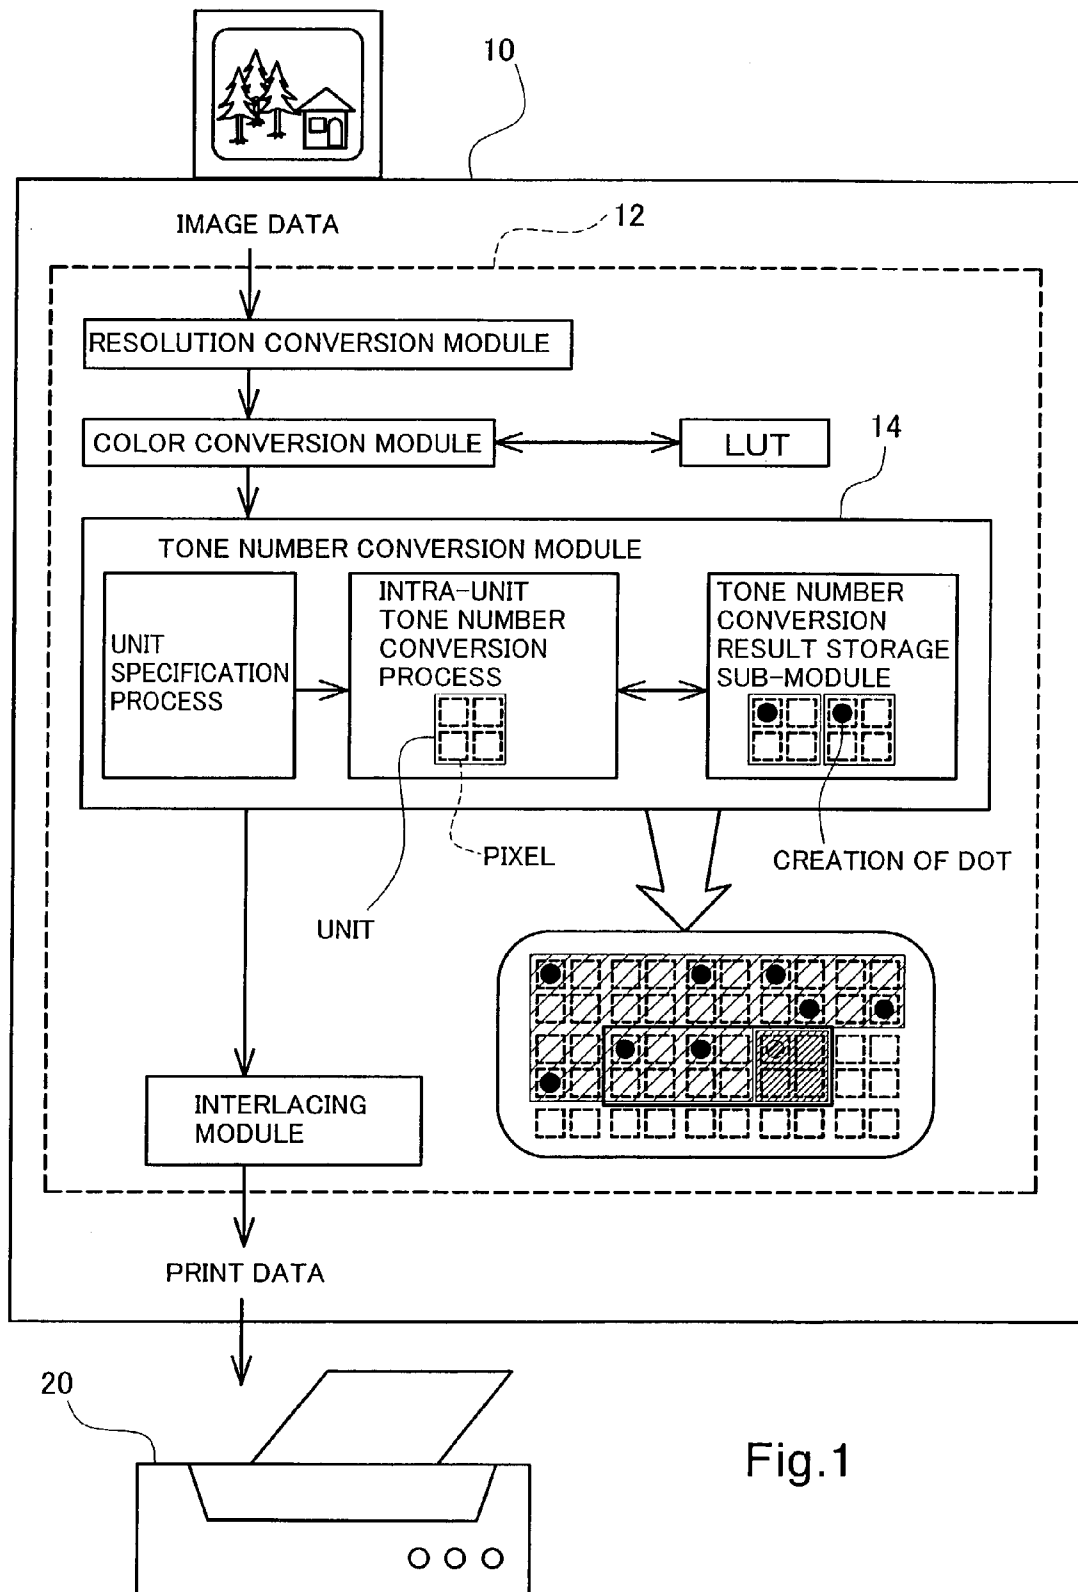 10
IMAGE DATA
12
RESOLUTION CONVERSION MODULE
COLOR CONVERSION MODULE
LUT
14
TONE NUMBER CONVERSION MODULE
UNIT
SPECIFICATION
PROCESS
INTRA-UNIT
TONE NUMBER
CONVERSION
PROCESS
TONE NUMBER
CONVERSION
RESULT STORAGE
SUB-MODULE
PIXEL
CREATION OF DOT
UNIT
INTERLACING
MODULE
PRINT DATA
20
Fig.1